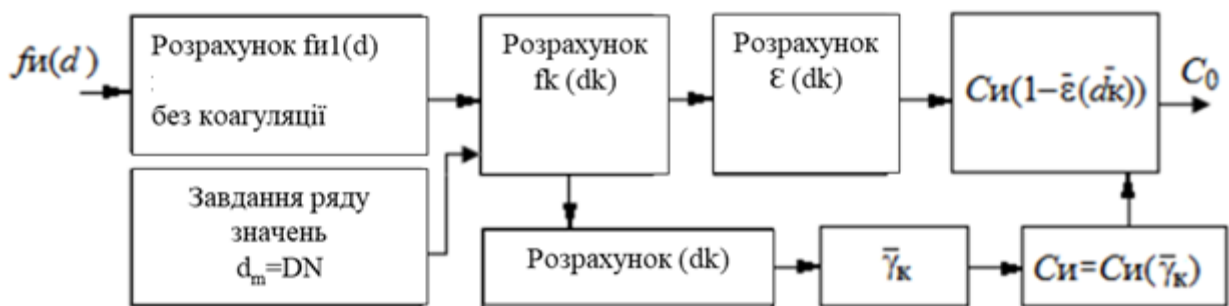 fи(d)
Розрахунок fи1(d)
без коагуляції
Завдання ряду
значень
dₘ=DN
Розрахунок
fk (dk)
Розрахунок
Ɛ (dk)
Cи(1−ε̄(d̄к))
C₀
Розрахунок (dk)
γ̄к
Cи=Cи(γ̄к)